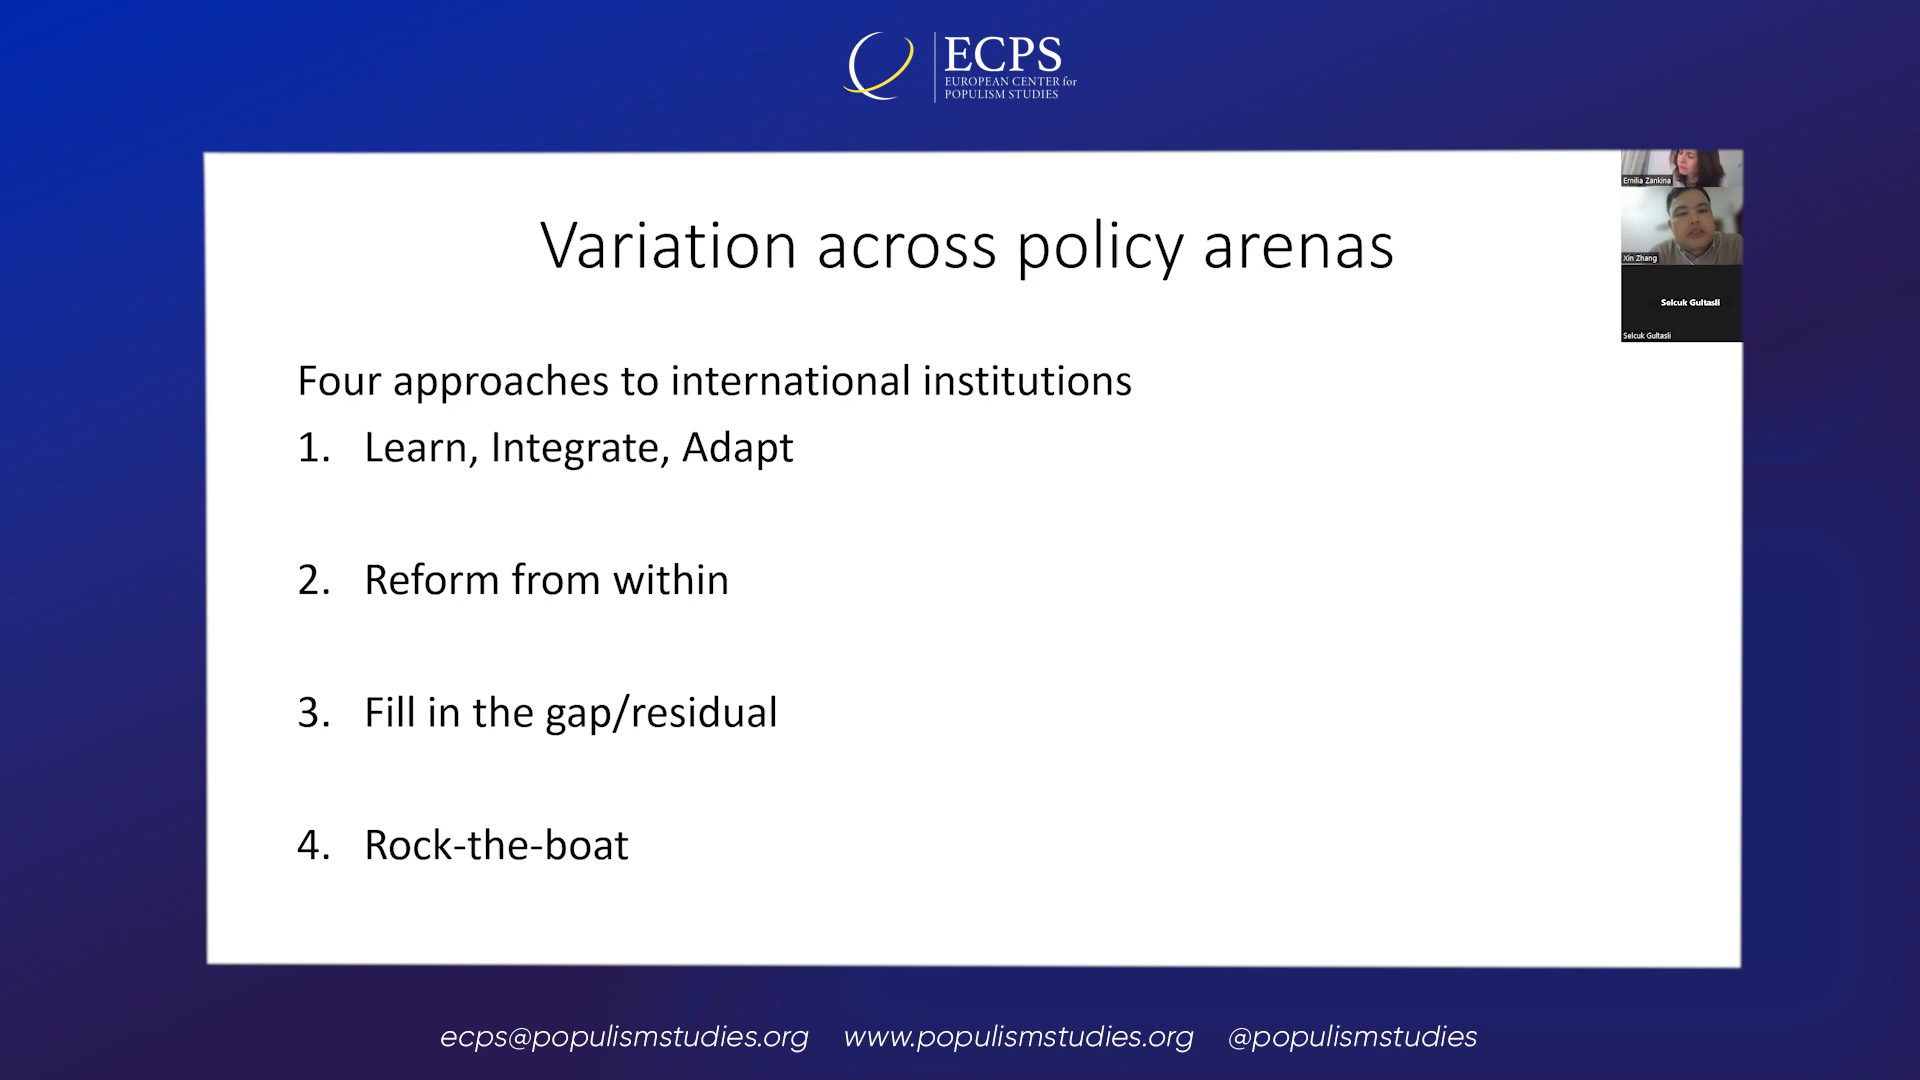 ECPS
EUROPEAN CENTER for
POPULISM STUDIES
Variation across policy arenas
Four approaches to international institutions
1. Learn, Integrate, Adapt
2. Reform from within
3. Fill in the gap/residual
4. Rock-the-boat
Emilia Zankina
Xin Zhang
Selcuk Gultasli
Selcuk Gultasli
ecps@populismstudies.org www.populismstudies.org @populismstudies